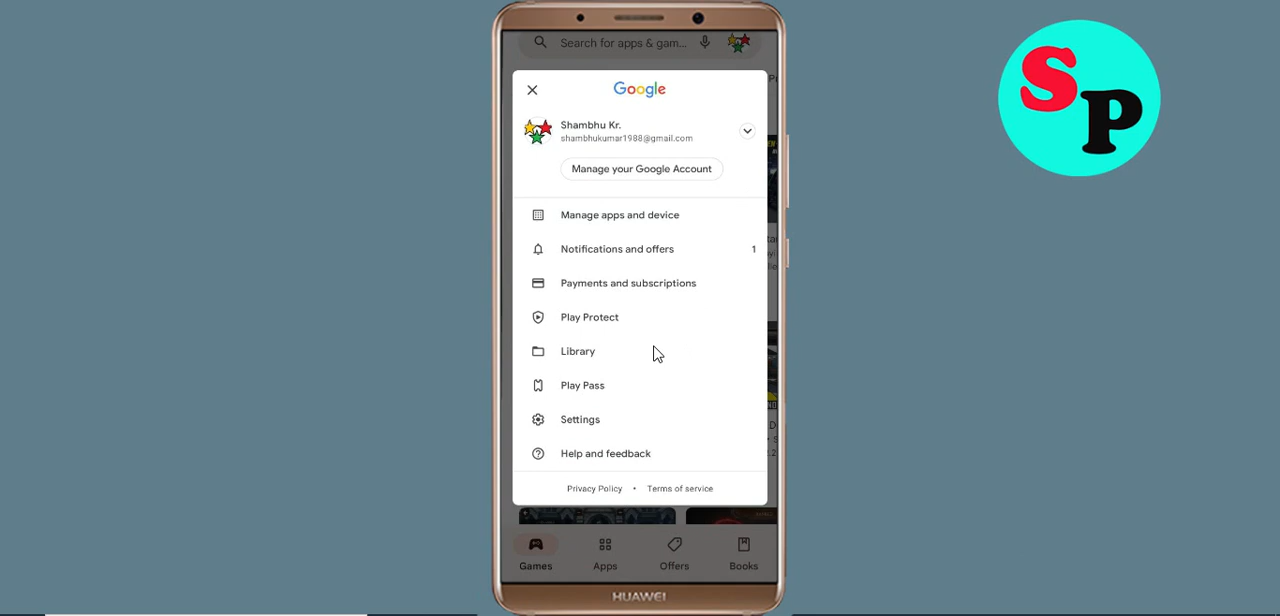 Search for apps & gam...
Google
Shambhu Kr.
shambhukumar1988@gmail.com
Manage your Google Account
Manage apps and device
Notifications and offers 1
Payments and subscriptions
Play Protect
Library
Play Pass
Settings
Help and feedback
Privacy Policy • Terms of service
Games Apps Offers Books
HUAWEI
SP